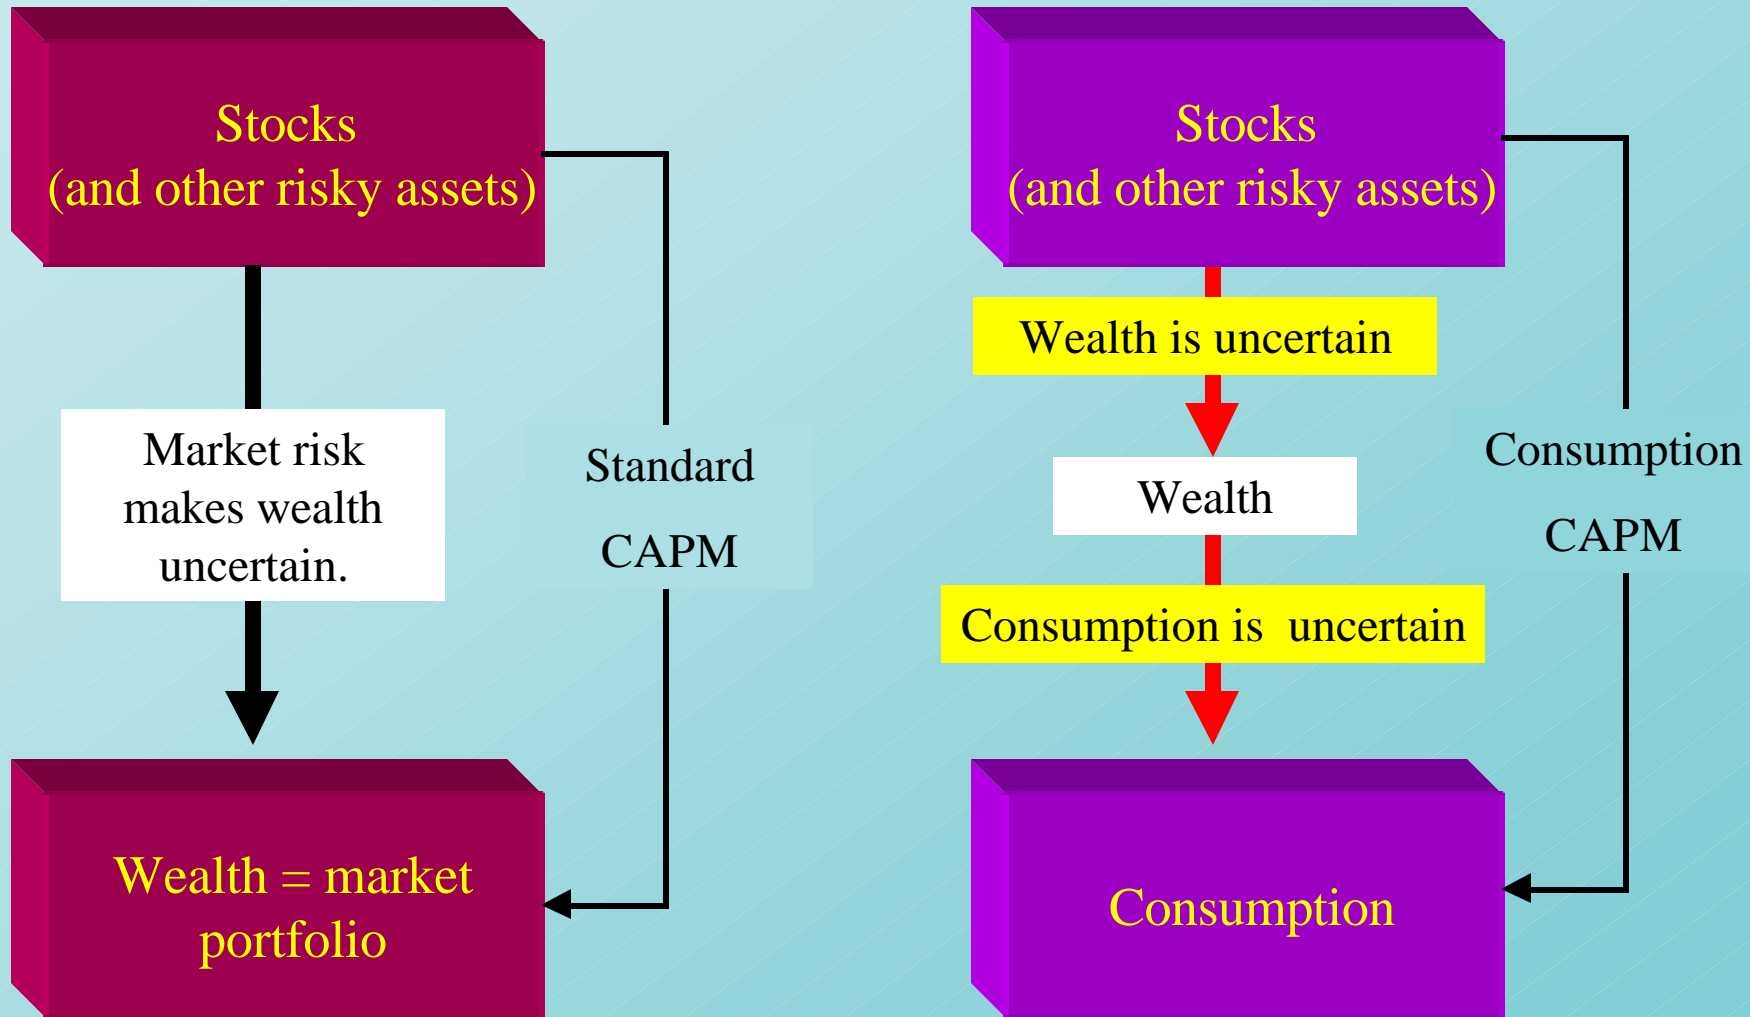 Stocks
(and other risky assets)
Market risk
makes wealth
uncertain.
Standard
CAPM
Wealth = market
portfolio
Stocks
(and other risky assets)
Wealth is uncertain
Wealth
Consumption is  uncertain
Consumption
CAPM
Consumption